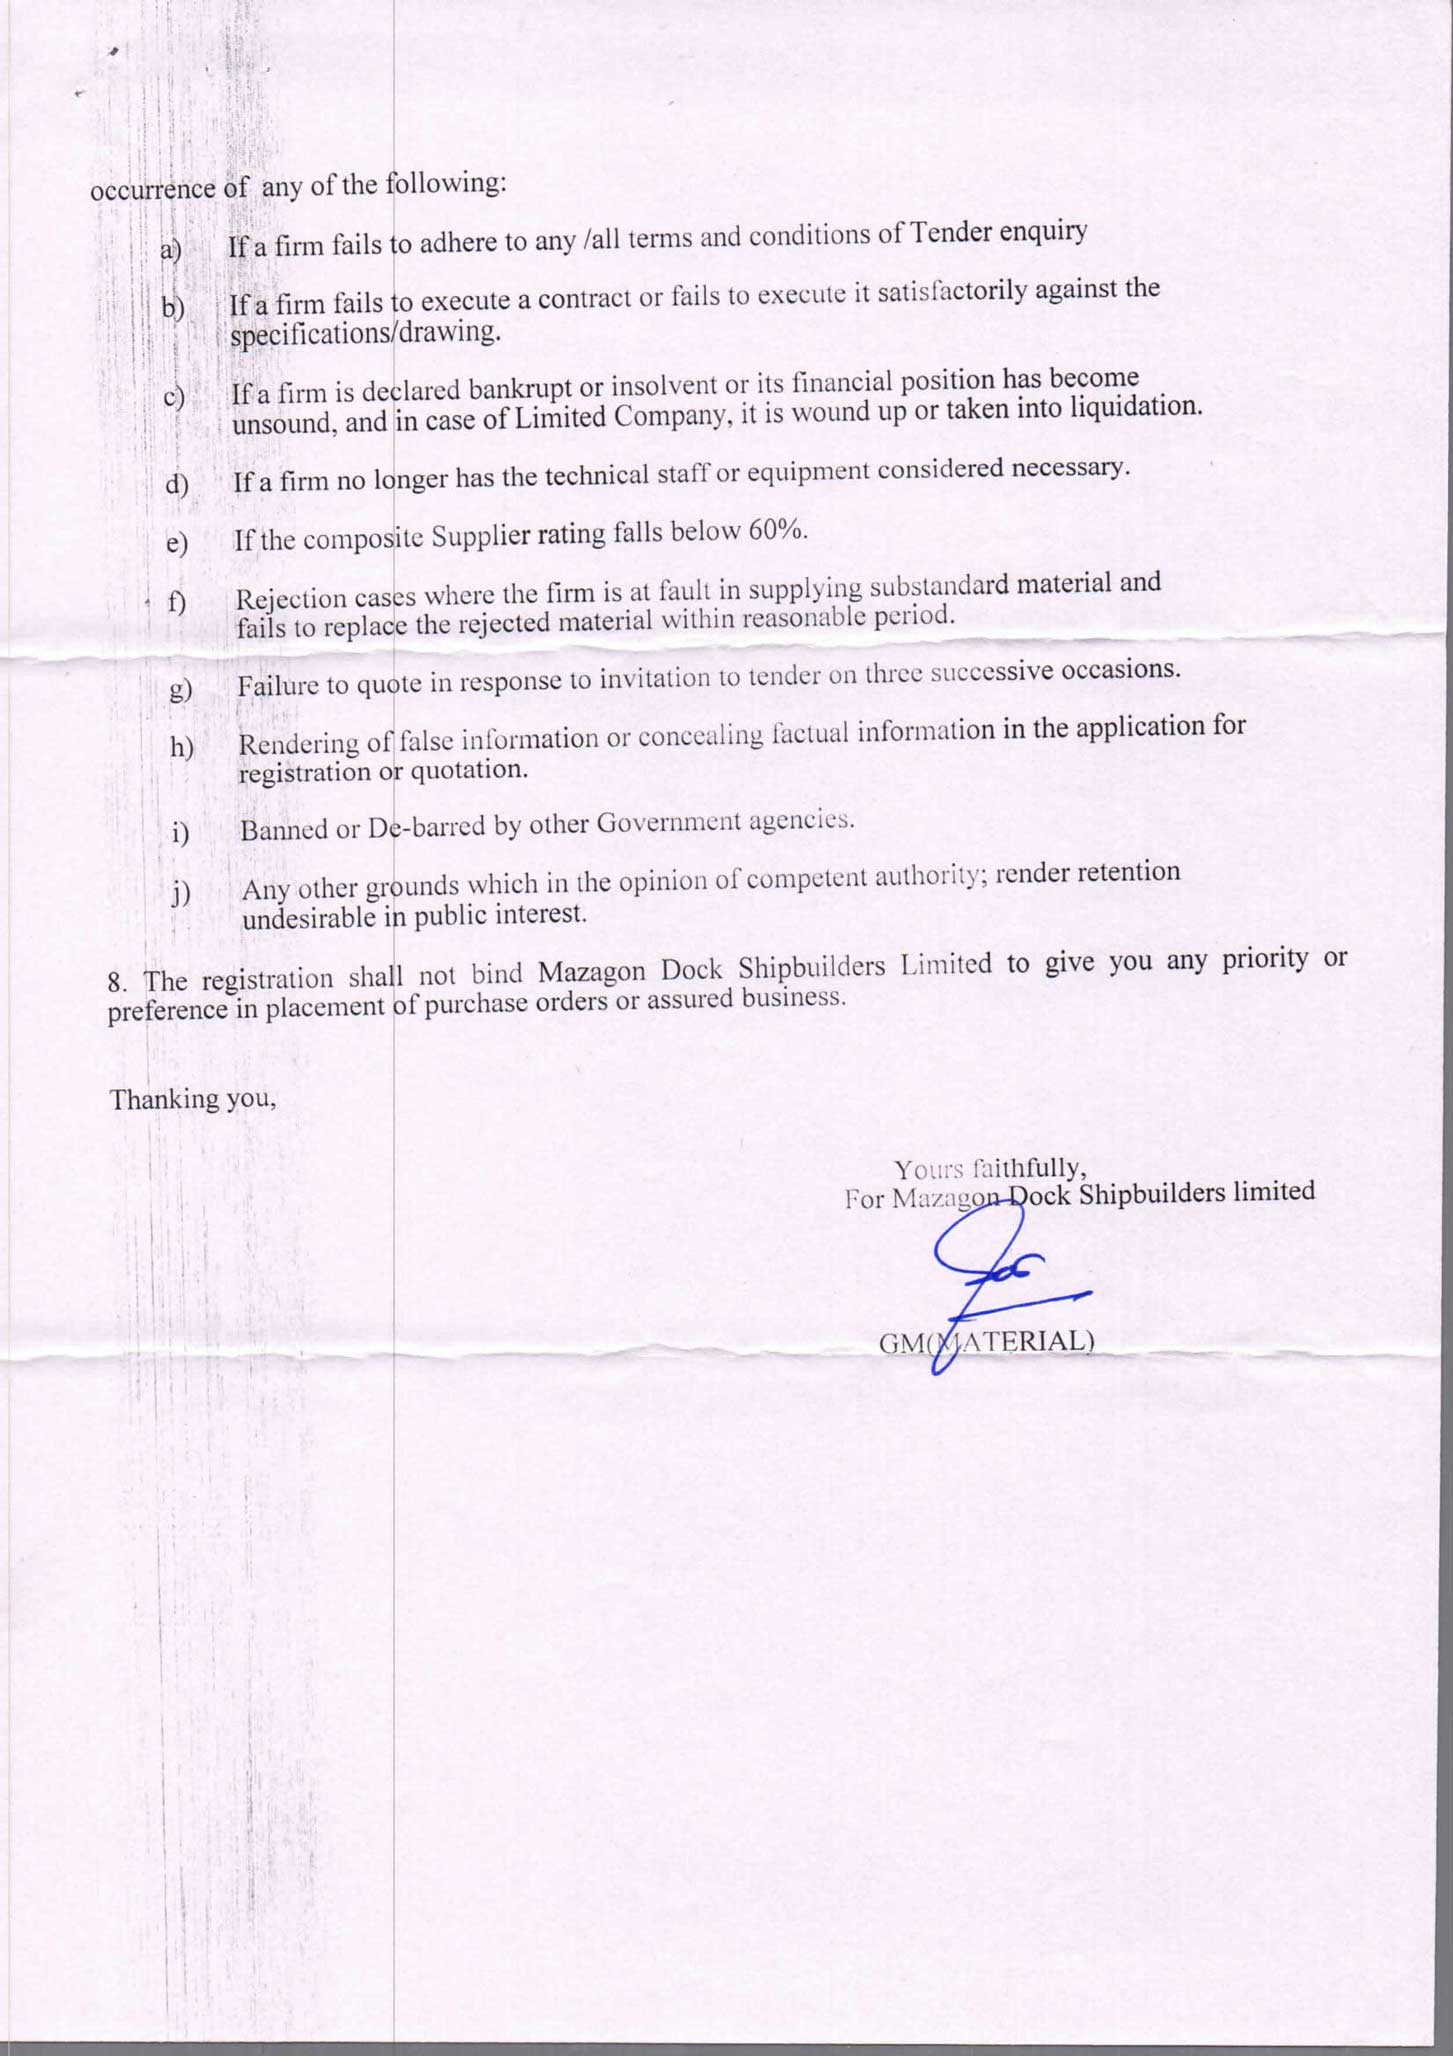 occurrence of any of the following:
a) If a firm fails to adhere to any /all terms and conditions of Tender enquiry
b) If a firm fails to execute a contract or fails to execute it satisfactorily against the
specifications/drawing.
c) If a firm is declared bankrupt or insolvent or its financial position has become
unsound, and in case of Limited Company, it is wound up or taken into liquidation.
d) If a firm no longer has the technical staff or equipment considered necessary.
e) If the composite Supplier rating falls below 60%.
f) Rejection cases where the firm is at fault in supplying substandard material and
fails to replace the rejected material within reasonable period.
g) Failure to quote in response to invitation to tender on three successive occasions.
h) Rendering of false information or concealing factual information in the application for
registration or quotation.
i) Banned or De-barred by other Government agencies.
j) Any other grounds which in the opinion of competent authority; render retention
undesirable in public interest.
8. The registration shall not bind Mazagon Dock Shipbuilders Limited to give you any priority or
preference in placement of purchase orders or assured business.
Thanking you,
Yours faithfully,
For Mazagon Dock Shipbuilders limited
GM(MATERIAL)